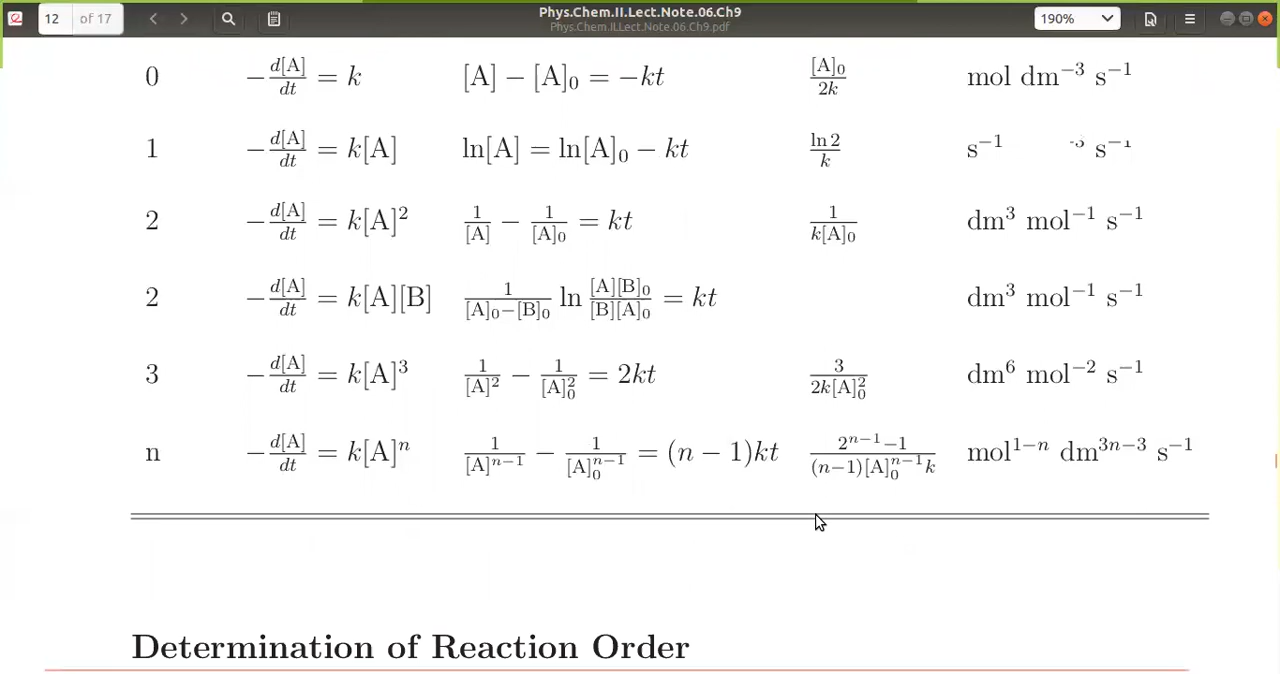 12 of 17
Phys.Chem.II.Lect.Note.06.Ch9
Phys.Chem.II.Lect.Note.06.Ch9.pdf
190%
0 −d[A]/dt = k [A] − [A]₀ = −kt [A]₀/2k mol dm⁻³ s⁻¹
1 −d[A]/dt = k[A] ln[A] = ln[A]₀ − kt ln 2/k s⁻¹ ⁻³ s⁻¹
2 −d[A]/dt = k[A]² 1/[A] − 1/[A]₀ = kt 1/k[A]₀ dm³ mol⁻¹ s⁻¹
2 −d[A]/dt = k[A][B] 1/([A]₀−[B]₀) ln [A][B]₀/[B][A]₀ = kt dm³ mol⁻¹ s⁻¹
3 −d[A]/dt = k[A]³ 1/[A]² − 1/[A]₀² = 2kt 3/2k[A]₀² dm⁶ mol⁻² s⁻¹
n −d[A]/dt = k[A]ⁿ 1/[A]ⁿ⁻¹ − 1/[A]₀ⁿ⁻¹ = (n − 1)kt (2ⁿ⁻¹−1)/((n−1)[A]₀ⁿ⁻¹k) mol¹⁻ⁿ dm³ⁿ⁻³ s⁻¹
Determination of Reaction Order